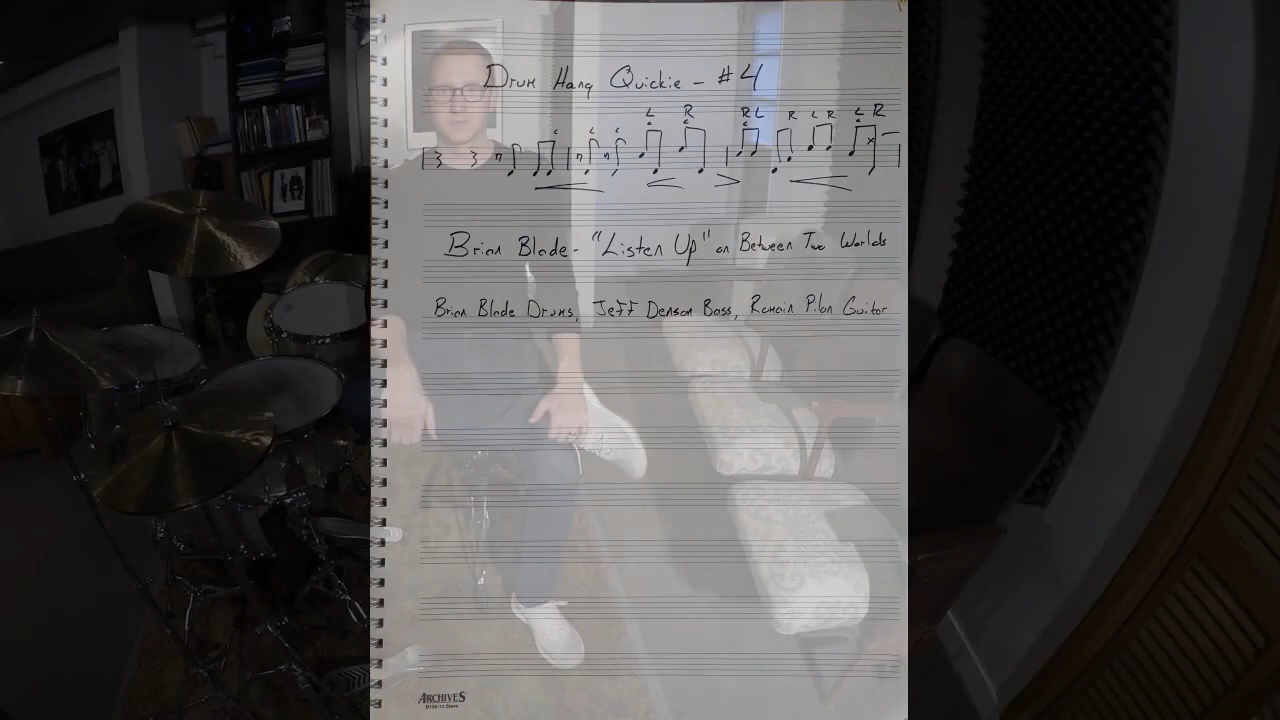 Drum Hang Quickie - #4
L R RL R L R L R
Brian Blade - "Listen Up" on Between Two Worlds
Brian Blade Drums, Jeff Denson Bass, Romain Pilon Guitar
ARCHIVES